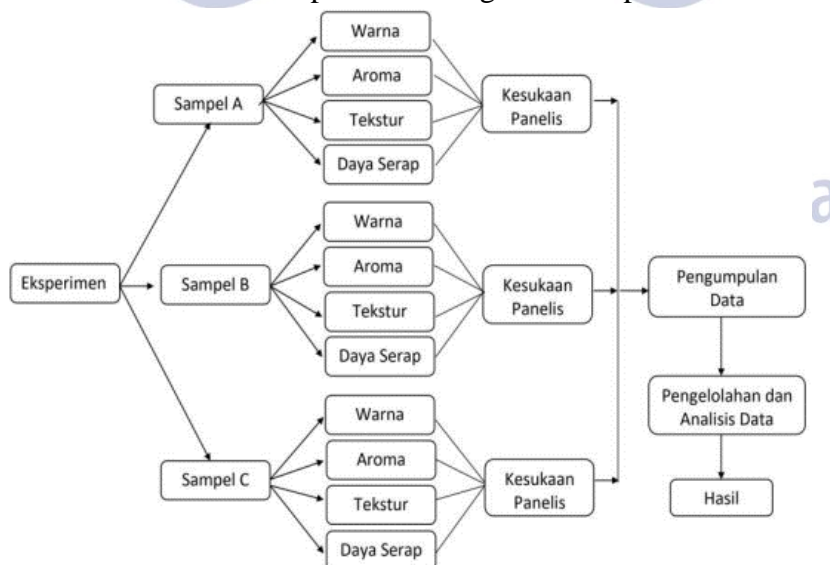 Warna
Aroma
Sampel A
Tekstur
Daya Serap
Kesukaan
Panelis
Warna
Aroma
Eksperimen
Sampel B
Tekstur
Daya Serap
Kesukaan
Panelis
Pengumpulan
Data
Pengelolahan dan
Analisis Data
Warna
Aroma
Sampel C
Tekstur
Daya Serap
Kesukaan
Panelis
Hasil